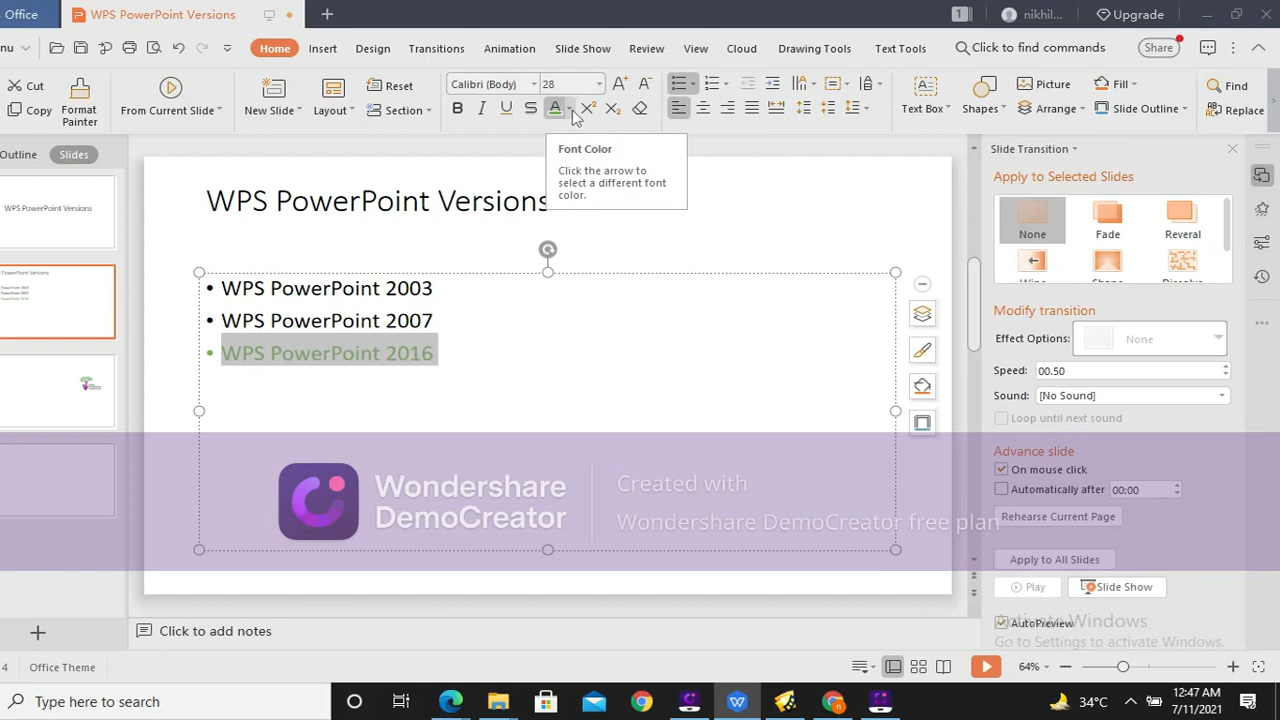 Office
WPS PowerPoint Versions
1
nikhil...
Upgrade
nu
Home
Insert
Design
Transitions
Animation
Slide Show
Review
View
Cloud
Drawing Tools
Text Tools
Click to find commands
Share
Cut
Copy
Format
Painter
From Current Slide
New Slide
Layout
Reset
Section
Calibri (Body)
28
Text Box
Shapes
Picture
Arrange
Fill
Slide Outline
Find
Replace
Font Color
Click the arrow to
select a different font
color.
Outline
Slides
WPS PowerPoint Versions
WPS PowerPoint Versions
• WPS PowerPoint 2003
• WPS PowerPoint 2007
• WPS PowerPoint 2016
Slide Transition
Apply to Selected Slides
None
Fade
Reveral
Modify transition
Effect Options:
None
Speed:
00.50
Sound:
[No Sound]
Loop until next sound
Advance slide
On mouse click
Automatically after
00:00
Rehearse Current Page
Apply to All Slides
Play
Slide Show
AutoPreview
Activate Windows
Go to Settings to activate Windows.
Wondershare
DemoCreator
Created with
Wondershare DemoCreator free plan
Click to add notes
4
Office Theme
64%
Type here to search
34°C
12:47 AM
7/11/2021